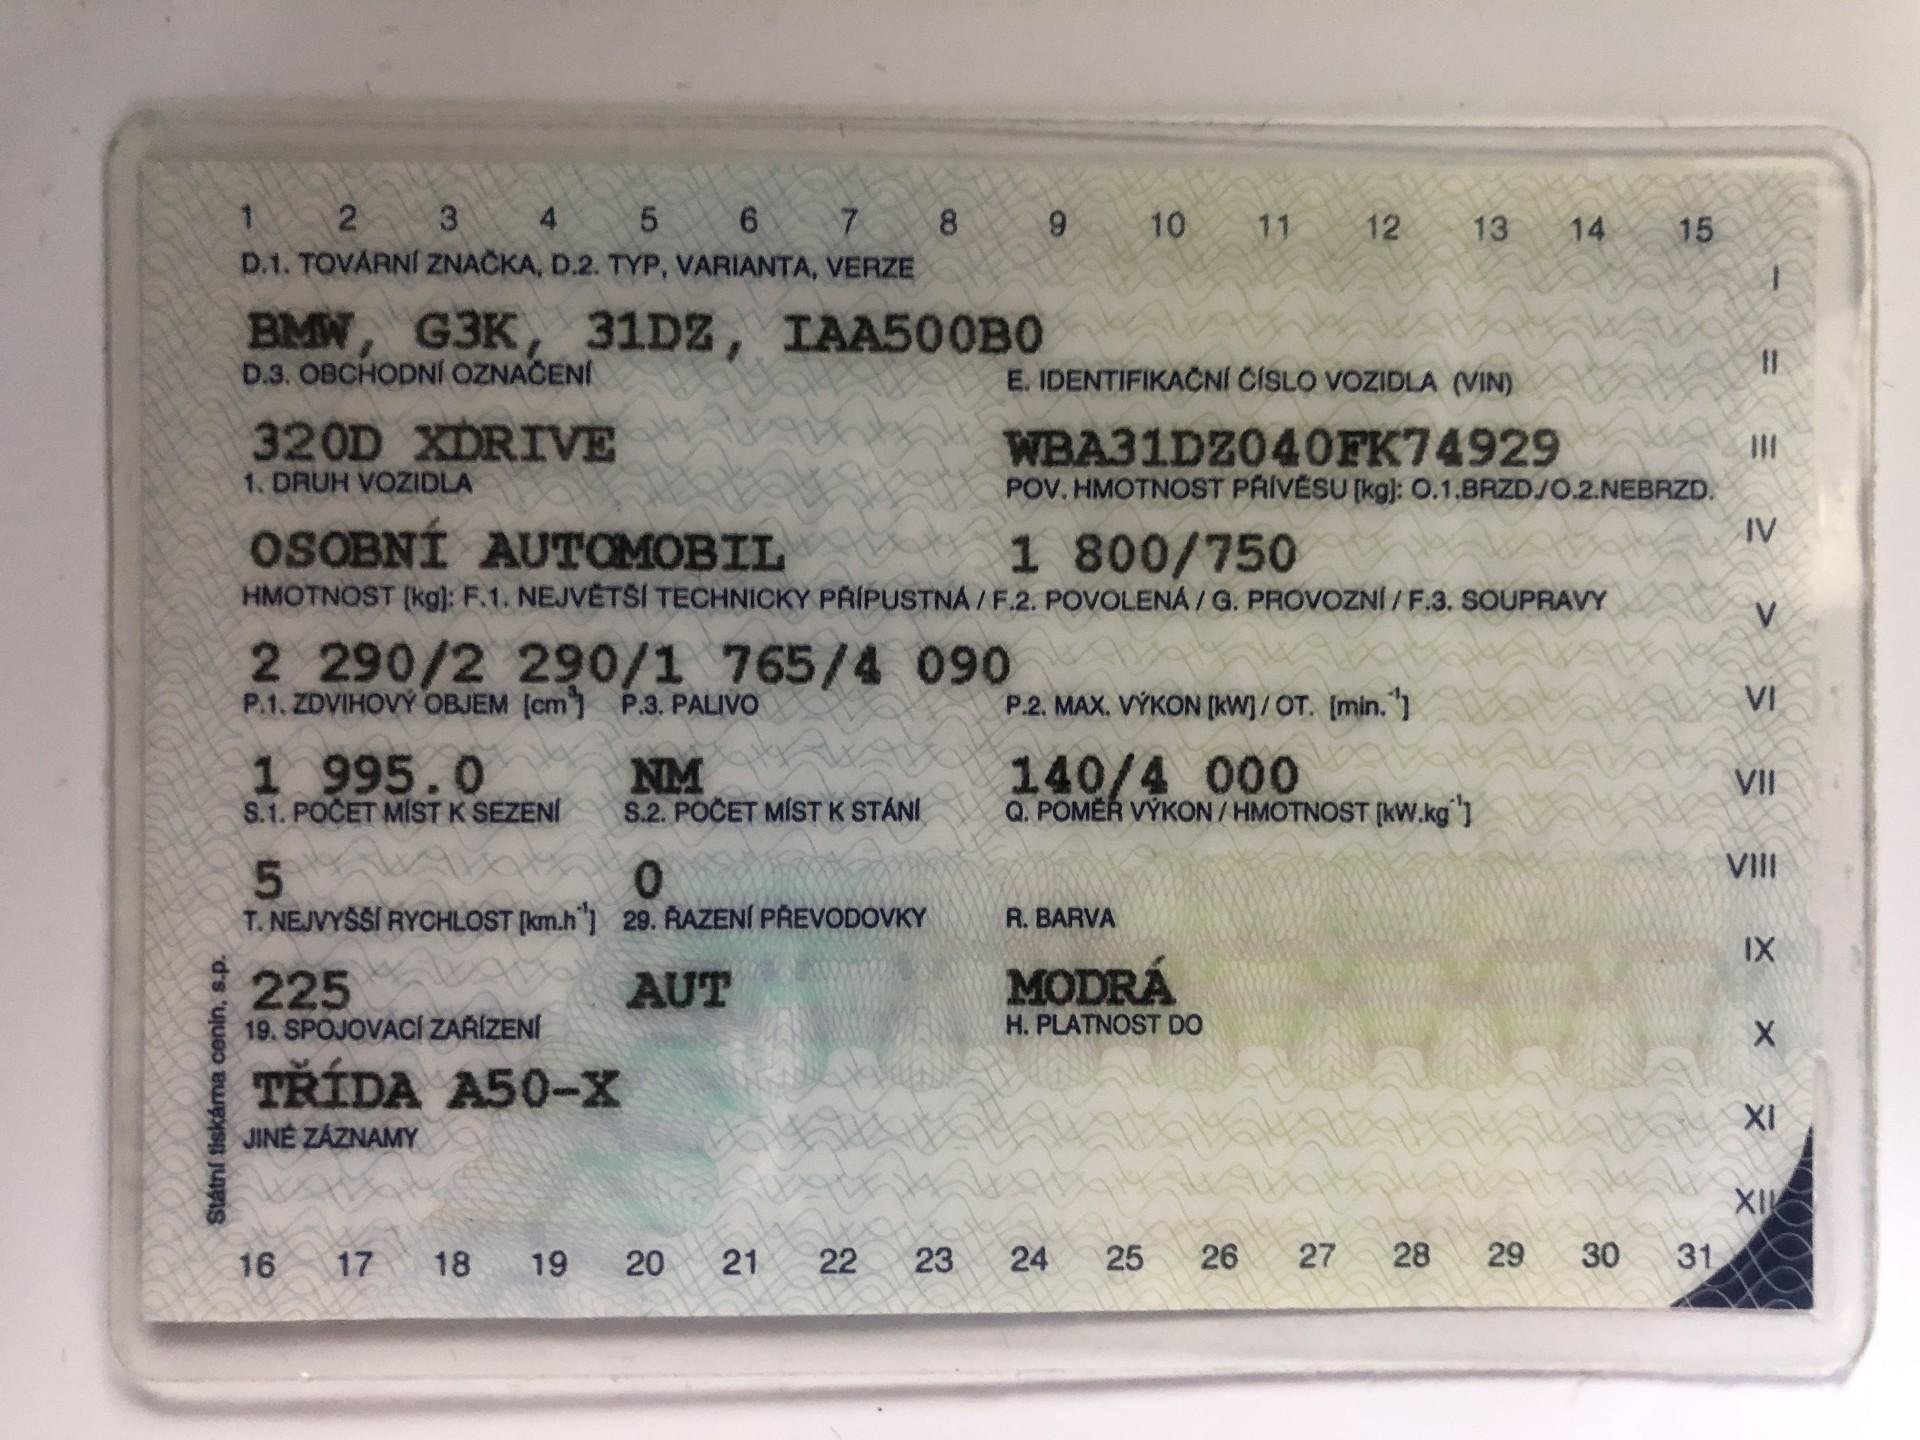 1 2 3 4 5 6 7 8 9 10 11 12 13 14 15
D.1. TOVÁRNÍ ZNAČKA, D.2. TYP, VARIANTA, VERZE
I
BMW, G3K, 31DZ, IAA500B0
II
D.3. OBCHODNÍ OZNAČENÍ E. IDENTIFIKAČNÍ ČÍSLO VOZIDLA (VIN)
320D XDRIVE WBA31DZ040FK74929
III
1. DRUH VOZIDLA POV. HMOTNOST PŘÍVĚSU [kg]: O.1.BRZD./O.2.NEBRZD.
IV
OSOBNÍ AUTOMOBIL 1 800/750
HMOTNOST [kg]: F.1. NEJVĚTŠÍ TECHNICKY PŘÍPUSTNÁ / F.2. POVOLENÁ / G. PROVOZNÍ / F.3. SOUPRAVY
V
2 290/2 290/1 765/4 090
P.1. ZDVIHOVÝ OBJEM [cm³] P.3. PALIVO P.2. MAX. VÝKON [kW] / OT. [min.⁻¹]
VI
1 995.0 NM 140/4 000
VII
S.1. POČET MÍST K SEZENÍ S.2. POČET MÍST K STÁNÍ Q. POMĚR VÝKON / HMOTNOST [kW.kg⁻¹]
5 0
VIII
T. NEJVYŠŠÍ RYCHLOST [km.h⁻¹] 29. ŘAZENÍ PŘEVODOVKY R. BARVA
IX
225 AUT MODRÁ
19. SPOJOVACÍ ZAŘÍZENÍ H. PLATNOST DO
X
TŘÍDA A50-X
XI
JINÉ ZÁZNAMY
XII
Státní tiskárna cenin, s.p.
16 17 18 19 20 21 22 23 24 25 26 27 28 29 30 31